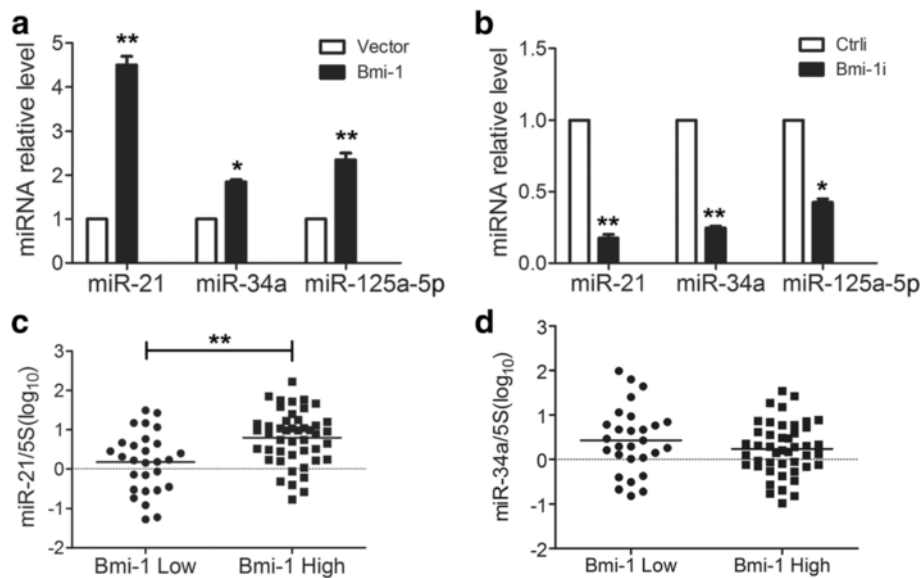 a
miRNA relative level
5
4
3
2
1
0
Vector
Bmi-1
**
*
**
miR-21 miR-34a miR-125a-5p
b
miRNA relative level
1.5
1.0
0.5
0.0
Ctrli
Bmi-1i
**
**
*
miR-21 miR-34a miR-125a-5p
c
miR-21/5S(log10)
3
2
1
0
-1
-2
**
Bmi-1 Low Bmi-1 High
d
miR-34a/5S(log10)
3
2
1
0
-1
-2
Bmi-1 Low Bmi-1 High